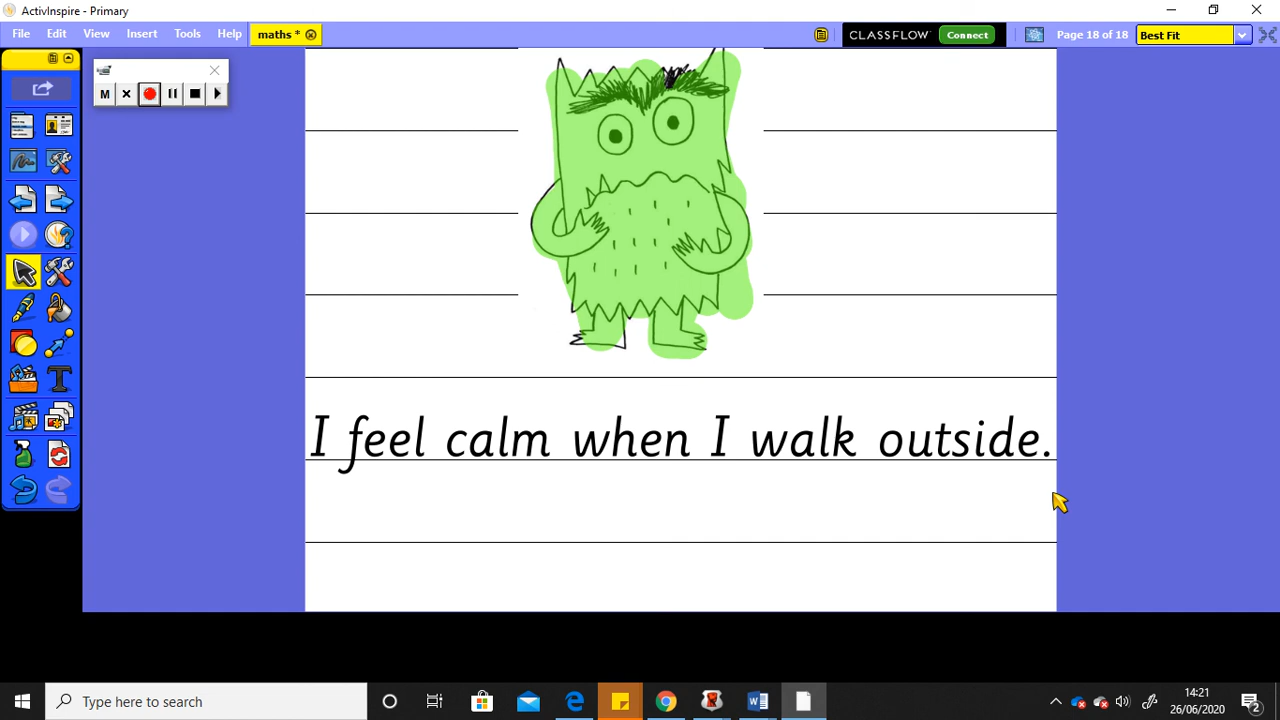 ActivInspire - Primary
File Edit View Insert Tools Help maths * CLASSFLOW Connect Page 18 of 18 Best Fit
M
I feel calm when I walk outside.
Type here to search
14:21
26/06/2020
2